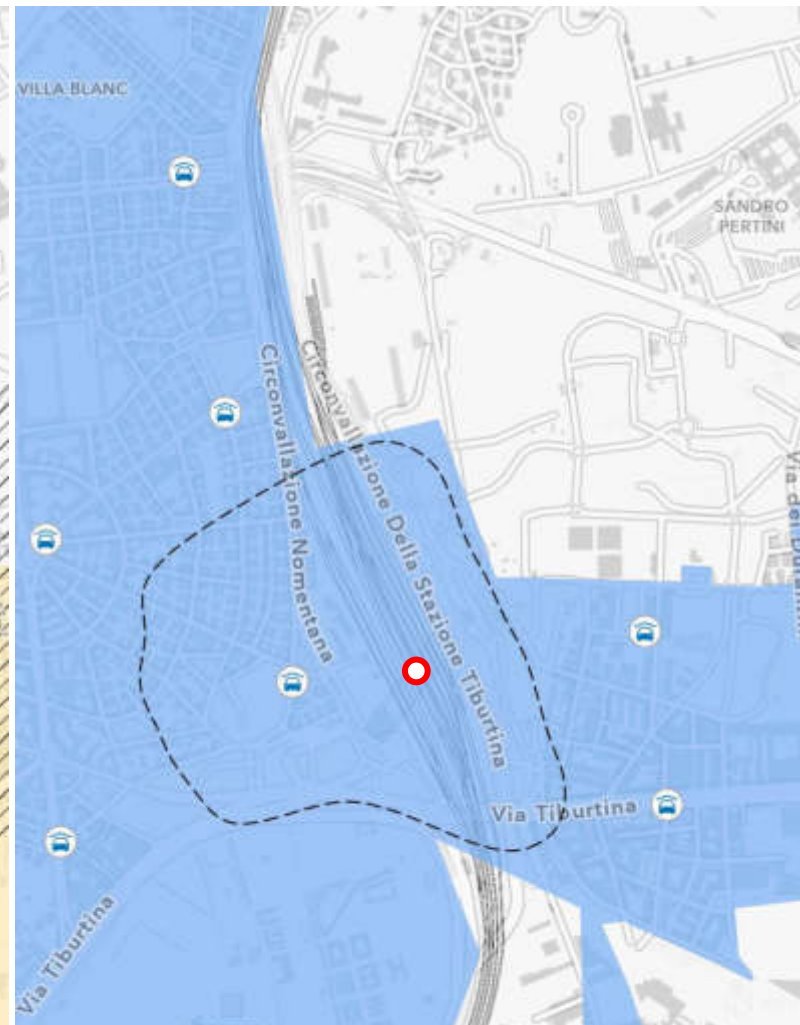 VILLA BLANC
SANDRO
PERTINI
Circonvallazione Nomentana
Circonvallazione Della Stazione Tiburtina
Via Tiburtina
Via Tiburtina